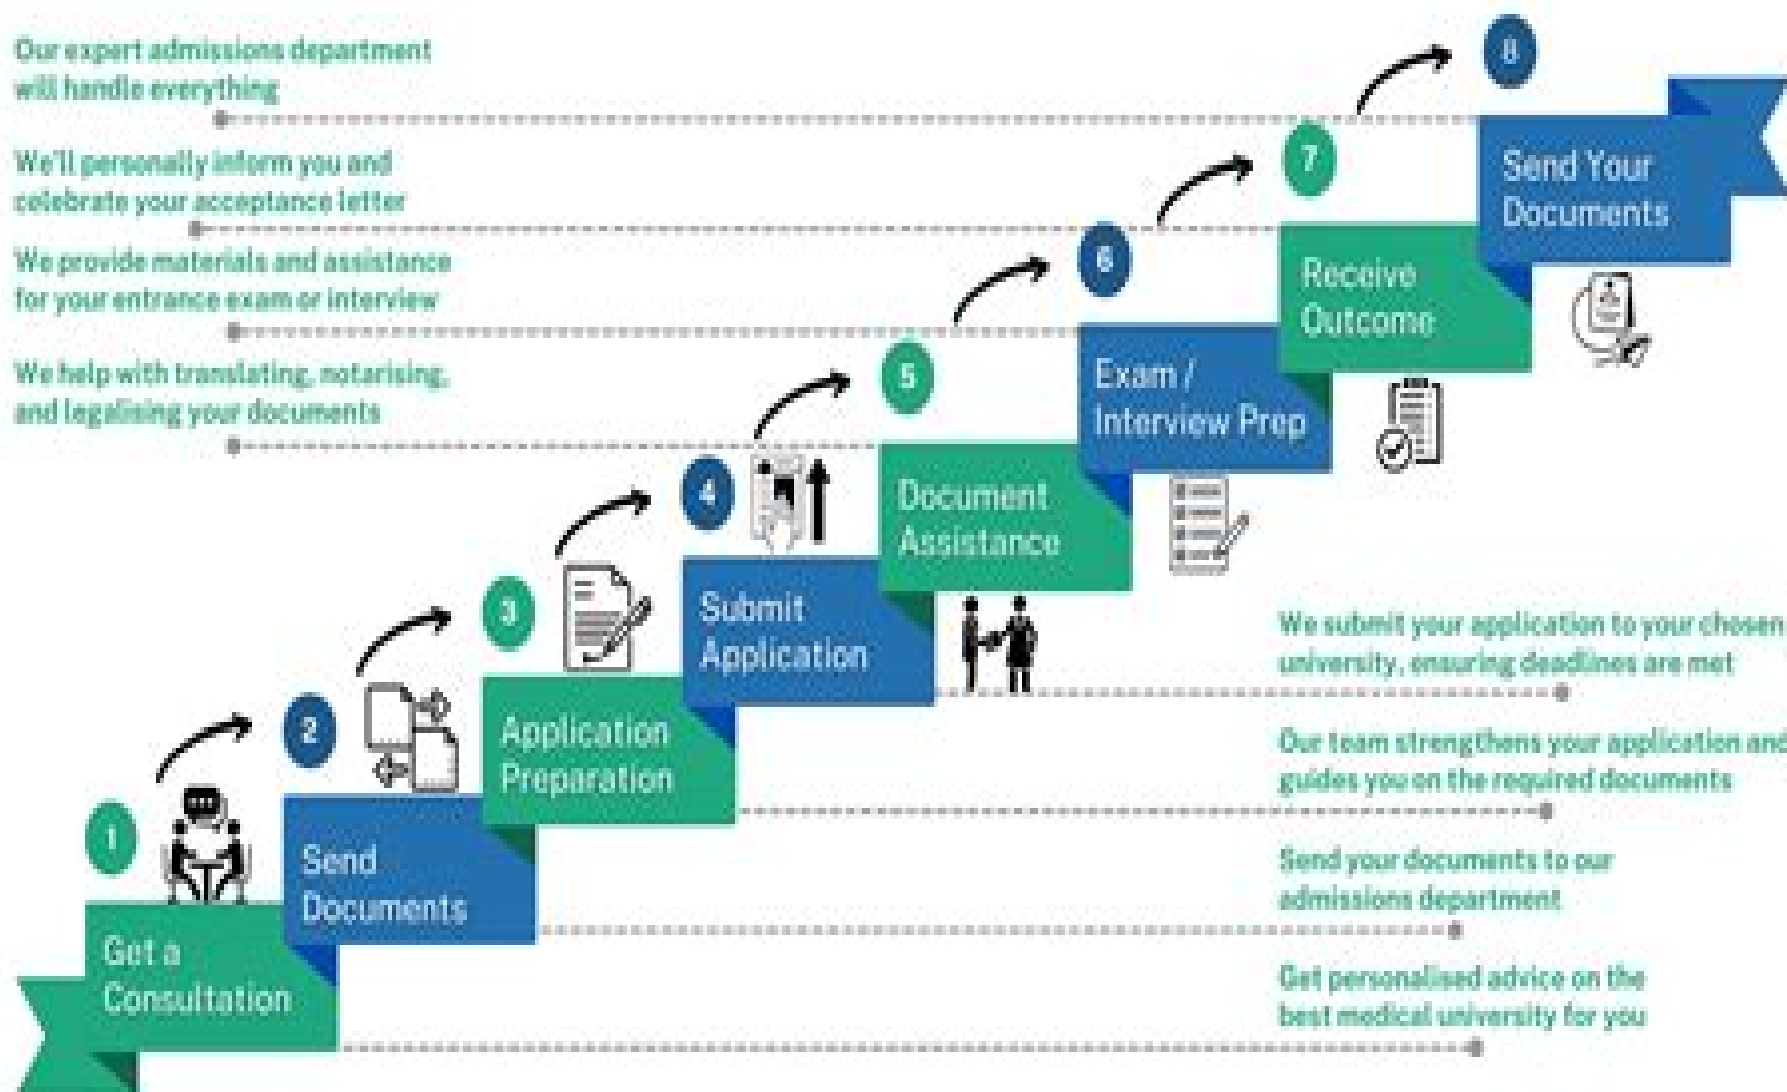 Our expert admissions department
will handle everything
We'll personally inform you and
celebrate your acceptance letter
We provide materials and assistance
for your entrance exam or interview
We help with translating, notarising,
and legalising your documents
8
Send Your
Documents
7
Receive
Outcome
6
Exam /
Interview Prep
5
Document
Assistance
4
Submit
Application
3
Application
Preparation
2
Send
Documents
1
Get a
Consultation
We submit your application to your chosen
university, ensuring deadlines are met
Our team strengthens your application and
guides you on the required documents
Send your documents to our
admissions department
Get personalised advice on the
best medical university for you